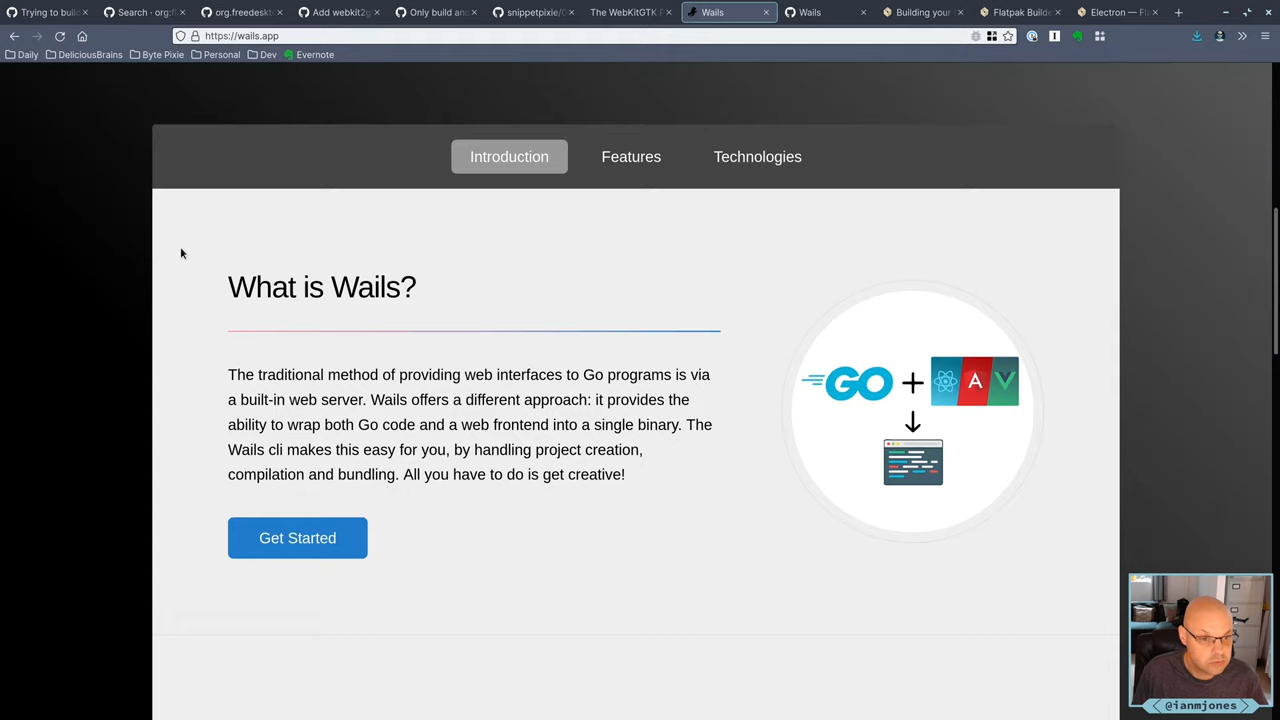 Trying to build
Search · org:fl
org.freedeskt
Add webkit2g
Only build and
snippetpixie/
The WebKitGTK P
Wails
Wails
Building your f
Flatpak Builde
Electron — Fla
https://wails.app
Daily
DeliciousBrains
Byte Pixie
Personal
Dev
Evernote
Introduction
Features
Technologies
What is Wails?
The traditional method of providing web interfaces to Go programs is via
a built-in web server. Wails offers a different approach: it provides the
ability to wrap both Go code and a web frontend into a single binary. The
Wails cli makes this easy for you, by handling project creation,
compilation and bundling. All you have to do is get creative!
GO
A
Get Started
@ianmjones